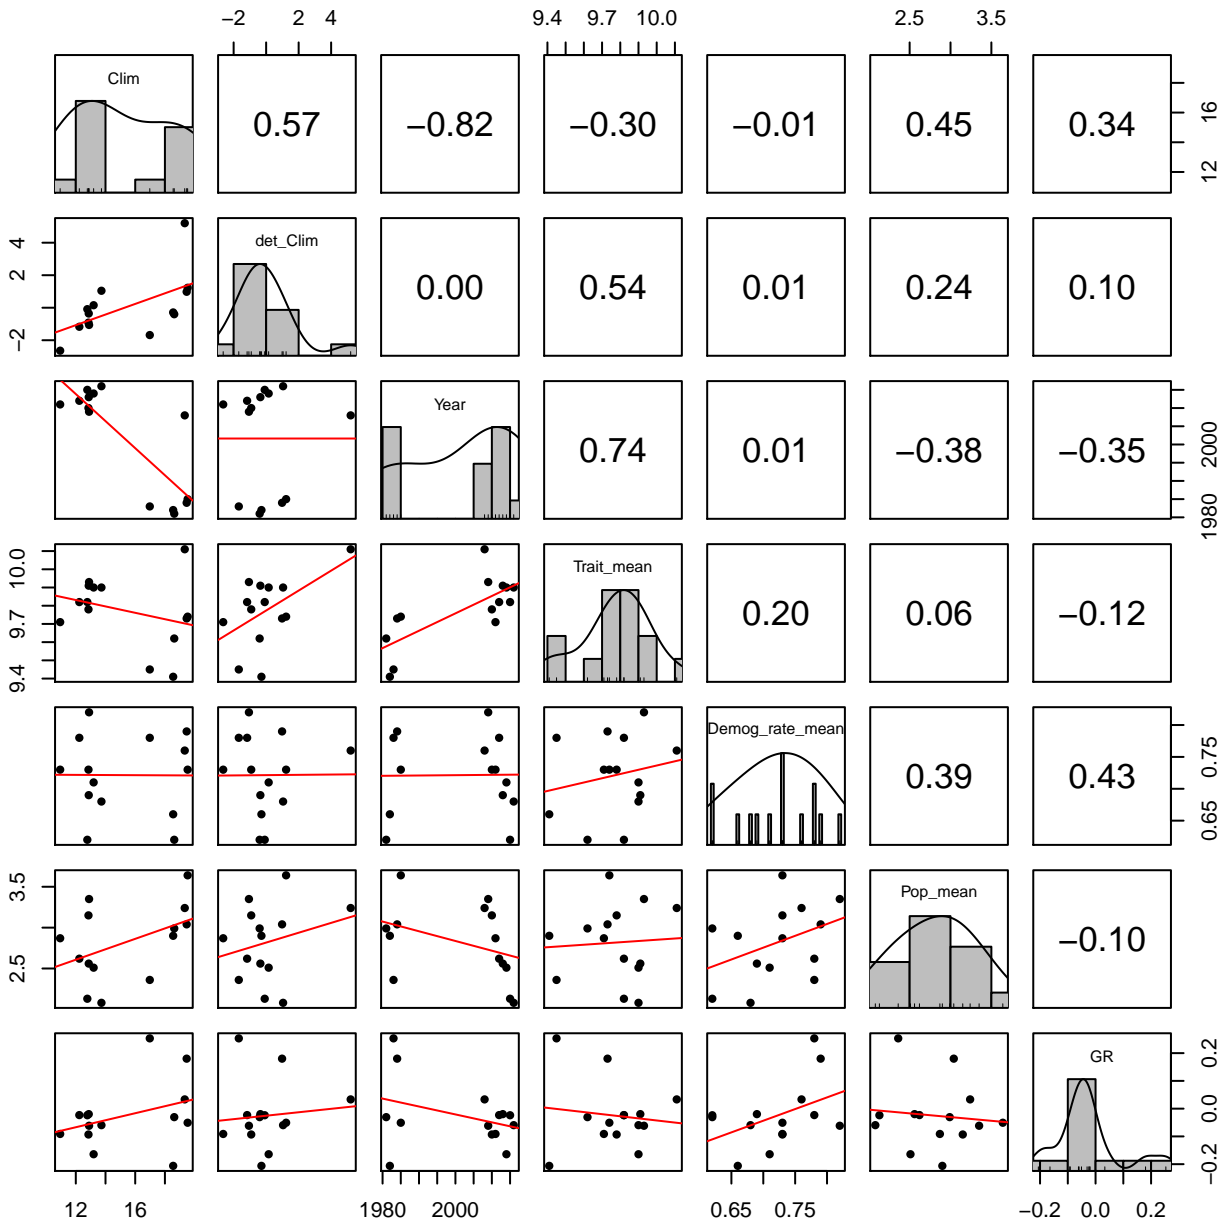 −2 2 4 9.4 9.7 10.0 2.5 3.5
Clim 0.57 −0.82 −0.30 −0.01 0.45 0.34 12 16
−2 2 4 det_Clim 0.00 0.54 0.01 0.24 0.10
Year 0.74 0.01 −0.38 −0.35 1980 2000
9.4 9.7 10.0 Trait_mean 0.20 0.06 −0.12
Demog_rate_mean 0.39 0.43 0.65 0.75
2.5 3.5 Pop_mean −0.10
GR −0.2 0.0 0.2
12 16 1980 2000 0.65 0.75 −0.2 0.0 0.2